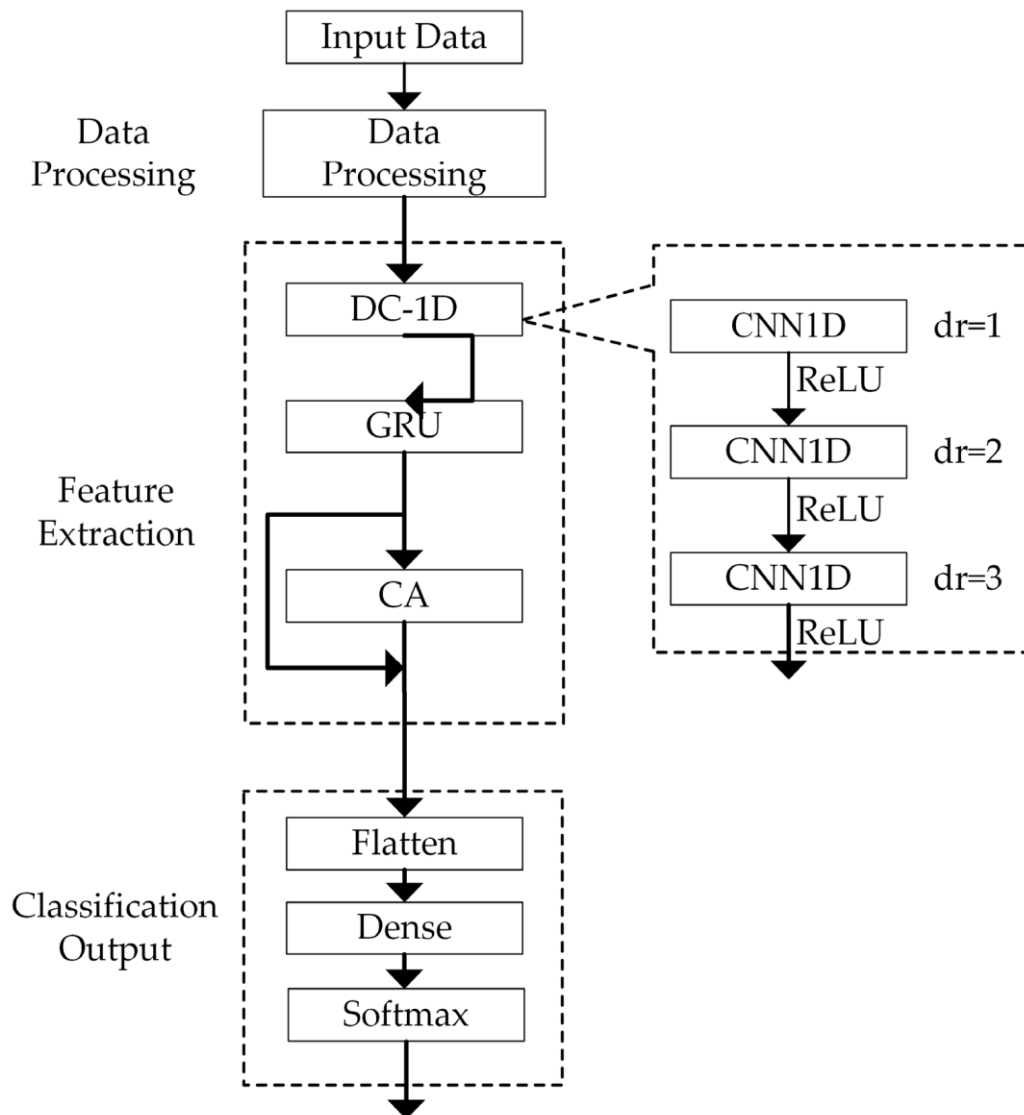 Input Data
Data
Processing
Data
Processing
DC-1D
GRU
Feature
Extraction
CA
CNN1D dr=1
ReLU
CNN1D dr=2
ReLU
CNN1D dr=3
ReLU
Flatten
Classification
Output
Dense
Softmax